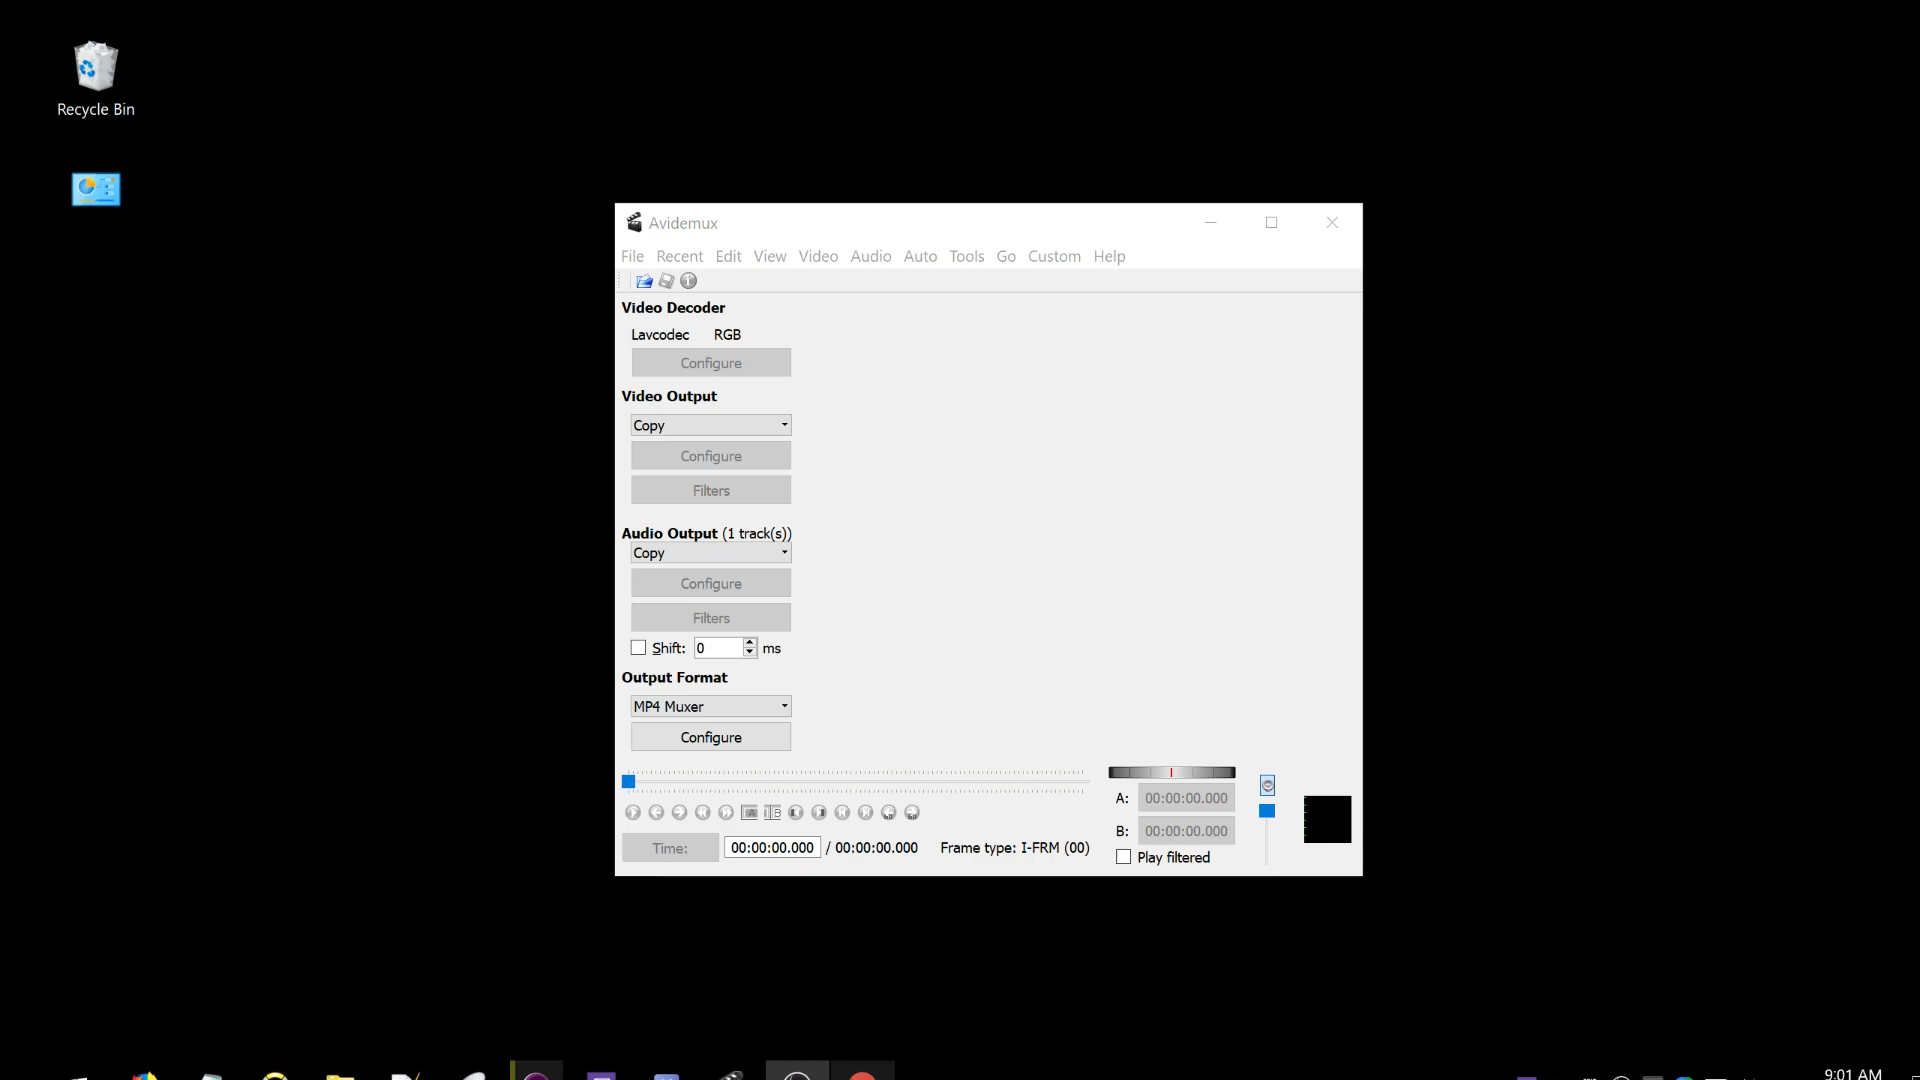 Recycle Bin
Avidemux
File Recent Edit View Video Audio Auto Tools Go Custom Help
Video Decoder
Lavcodec RGB
Configure
Video Output
Copy
Configure
Filters
Audio Output (1 track(s))
Copy
Configure
Filters
Shift: 0 ms
Output Format
MP4 Muxer
Configure
A: 00:00:00.000
B: 00:00:00.000
Play filtered
Time: 00:00:00.000 / 00:00:00.000 Frame type: I-FRM (00)
9:01 AM